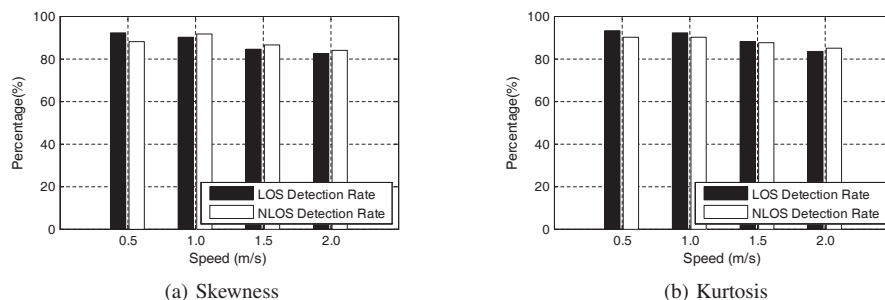 100
80
60
40
20
0
Percentage(%)
LOS Detection Rate
NLOS Detection Rate
0.5 1.0 1.5 2.0
Speed (m/s)
(a) Skewness
100
80
60
40
20
0
Percentage(%)
LOS Detection Rate
NLOS Detection Rate
0.5 1.0 1.5 2.0
Speed (m/s)
(b) Kurtosis